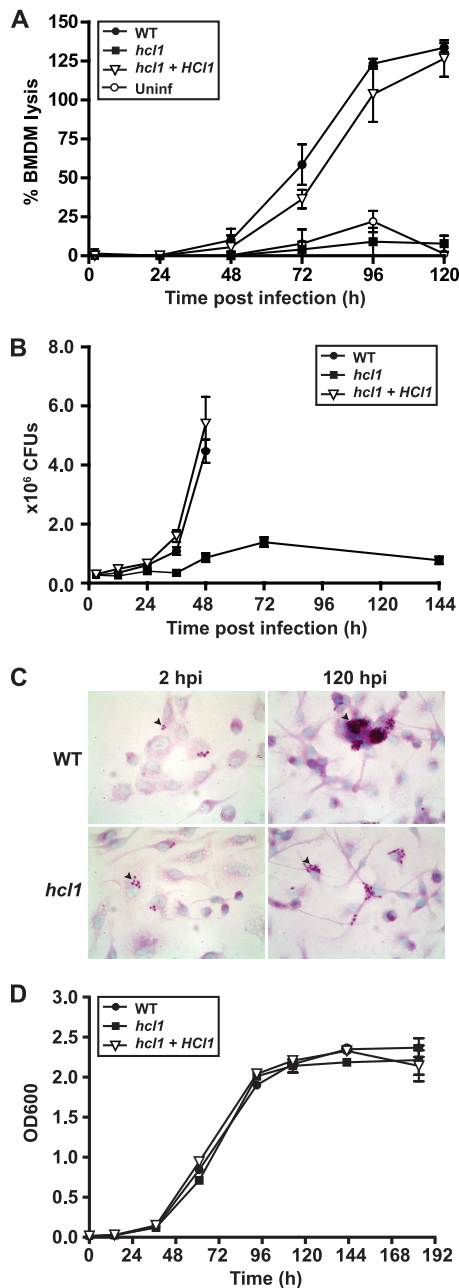 A
WT
hcl1
hcl1 + HCl1
Uninf
% BMDM lysis
150
125
100
75
50
25
0
0 24 48 72 96 120
Time post infection (h)
B
WT
hcl1
hcl1 + HCl1
x10⁶ CFUs
8.0
6.0
4.0
2.0
0.0
0 24 48 72 96 120 144
Time post infection (h)
C
2 hpi 120 hpi
WT
hcl1
D
WT
hcl1
hcl1 + HCl1
OD600
3.0
2.5
2.0
1.5
1.0
0.5
0.0
0 24 48 72 96 120 144 168 192
Time (h)